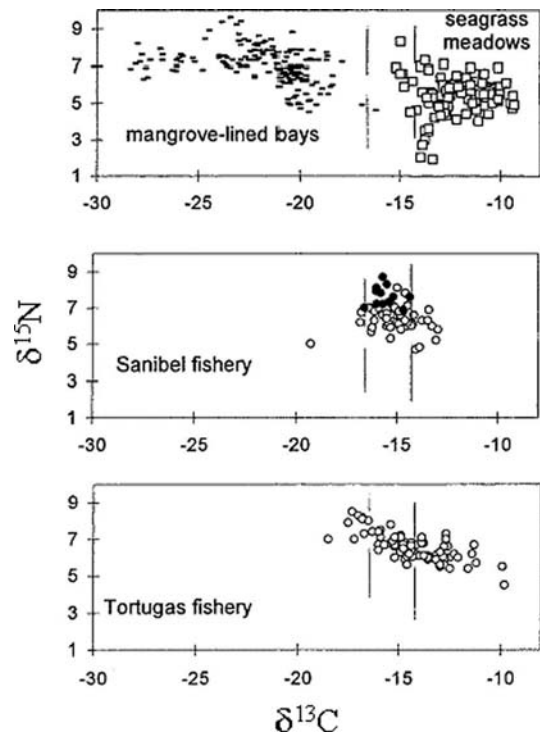 9
7
5
3
1
seagrass
meadows
mangrove-lined bays
-30 -25 -20 -15 -10
δ¹⁵N
9
7
5
3
1
Sanibel fishery
-30 -25 -20 -15 -10
9
7
5
3
1
Tortugas fishery
-30 -25 -20 -15 -10
δ¹³C